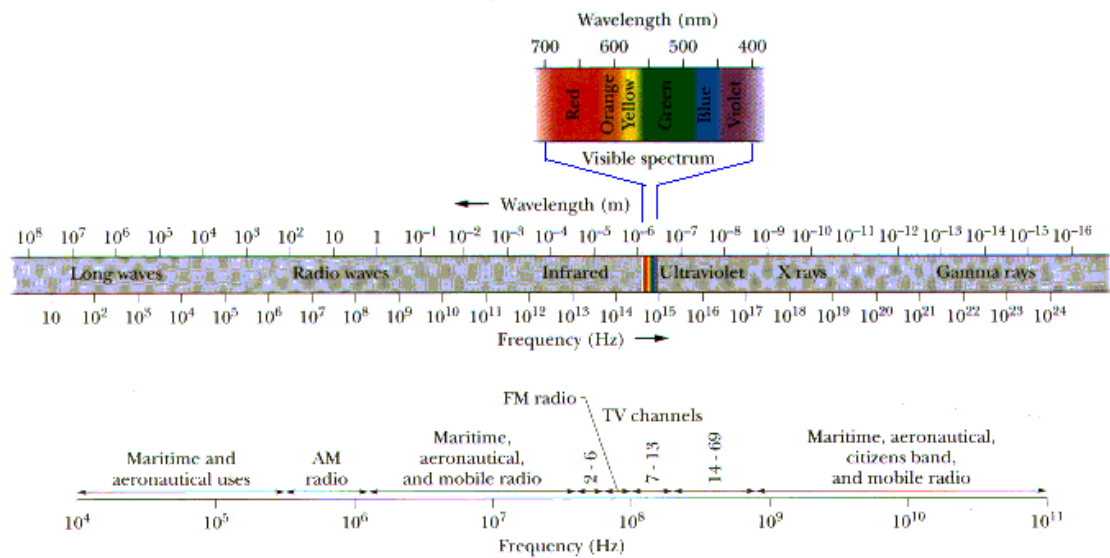 Wavelength (nm)
700 600 500 400
Red Orange Yellow Green Blue Violet
Visible spectrum
← Wavelength (m)
10⁸ 10⁷ 10⁶ 10⁵ 10⁴ 10³ 10² 10 1 10⁻¹ 10⁻² 10⁻³ 10⁻⁴ 10⁻⁵ 10⁻⁶ 10⁻⁷ 10⁻⁸ 10⁻⁹ 10⁻¹⁰ 10⁻¹¹ 10⁻¹² 10⁻¹³ 10⁻¹⁴ 10⁻¹⁵ 10⁻¹⁶
Long waves Radio waves Infrared Ultraviolet X rays Gamma rays
10 10² 10³ 10⁴ 10⁵ 10⁶ 10⁷ 10⁸ 10⁹ 10¹⁰ 10¹¹ 10¹² 10¹³ 10¹⁴ 10¹⁵ 10¹⁶ 10¹⁷ 10¹⁸ 10¹⁹ 10²⁰ 10²¹ 10²² 10²³ 10²⁴
Frequency (Hz) →
FM radio
TV channels
Maritime and
aeronautical uses
AM
radio
Maritime,
aeronautical,
and mobile radio
2 - 6
7 - 13
14 - 69
Maritime, aeronautical,
citizens band,
and mobile radio
10⁴ 10⁵ 10⁶ 10⁷ 10⁸ 10⁹ 10¹⁰ 10¹¹
Frequency (Hz)